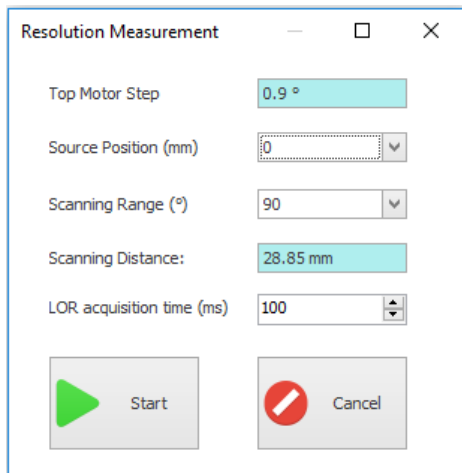 Resolution Measurement
Top Motor Step 0.9 °
Source Position (mm) 0
Scanning Range (°) 90
Scanning Distance: 28.85 mm
LOR acquisition time (ms) 100
Start Cancel